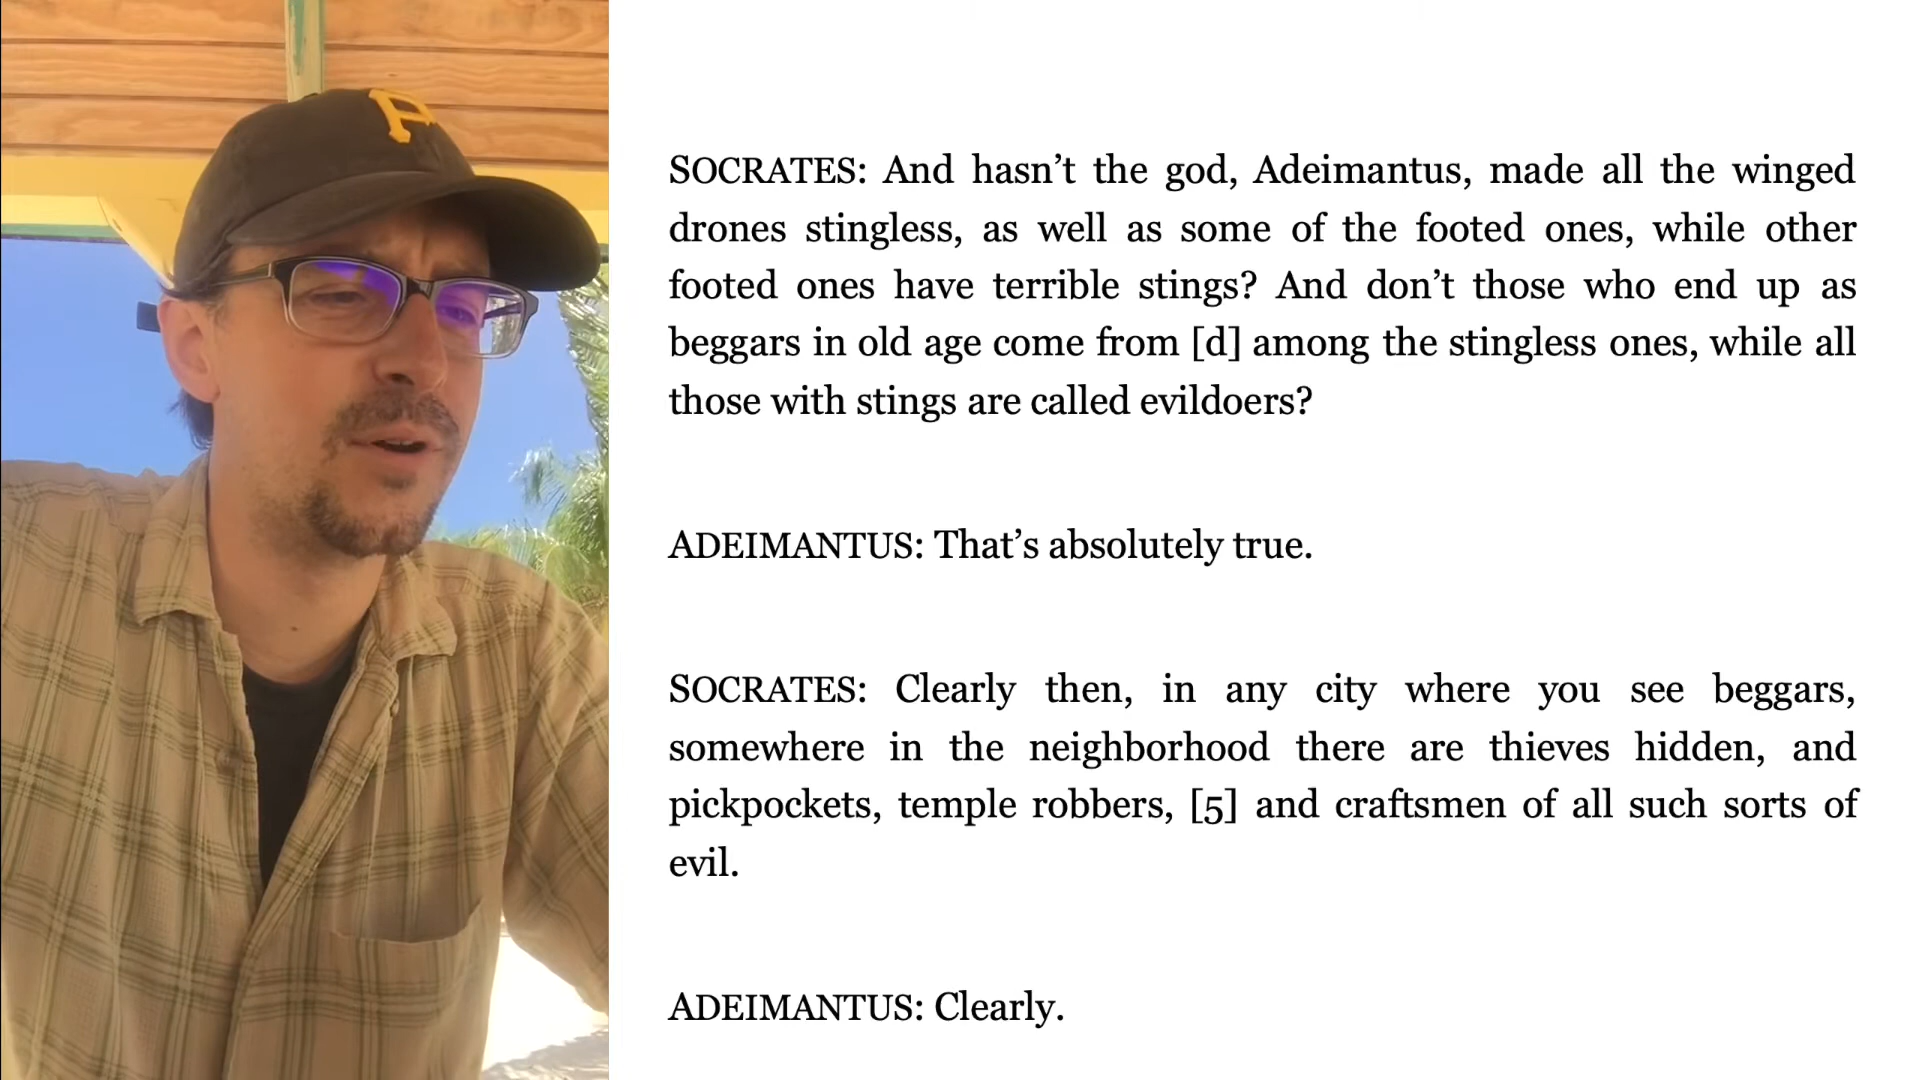 P
SOCRATES: And hasn’t the god, Adeimantus, made all the winged
drones stingless, as well as some of the footed ones, while other
footed ones have terrible stings? And don’t those who end up as
beggars in old age come from [d] among the stingless ones, while all
those with stings are called evildoers?
ADEIMANTUS: That’s absolutely true.
SOCRATES: Clearly then, in any city where you see beggars,
somewhere in the neighborhood there are thieves hidden, and
pickpockets, temple robbers, [5] and craftsmen of all such sorts of
evil.
ADEIMANTUS: Clearly.